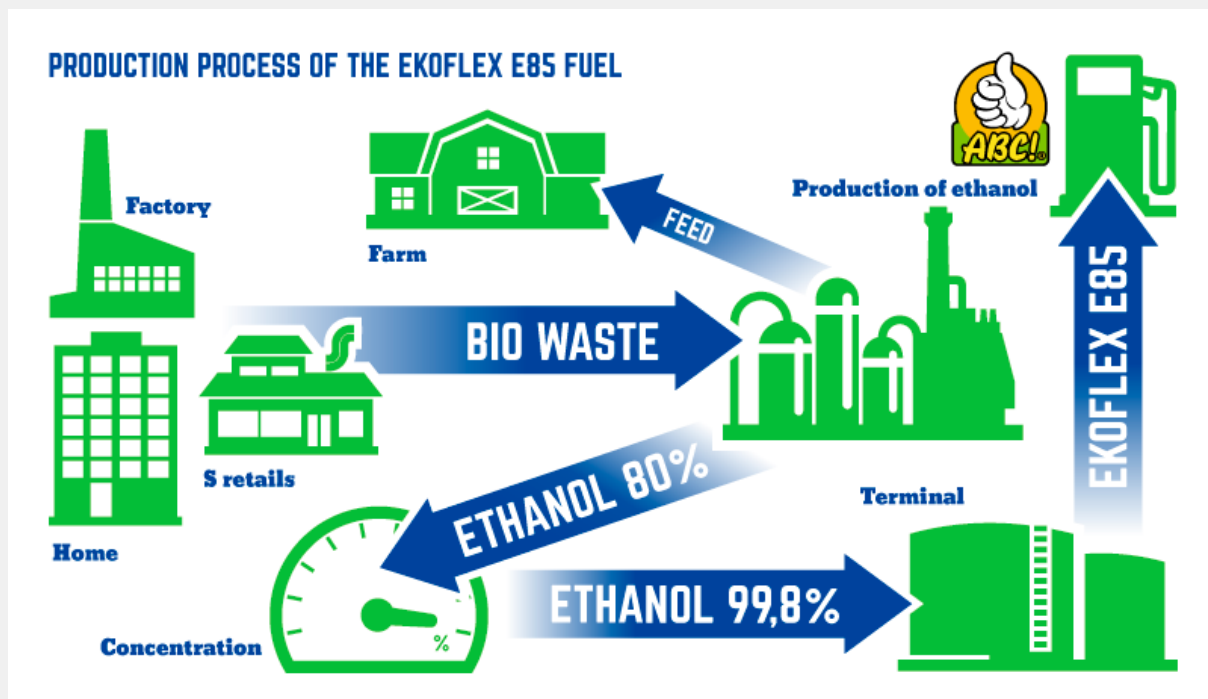 PRODUCTION PROCESS OF THE EKOFLEX E85 FUEL
ABC!®
Production of ethanol
Factory
FEED
Farm
BIO WASTE
EKOFLEX E85
S retails
ETHANOL 80%
Terminal
Home
ETHANOL 99,8%
Concentration
%